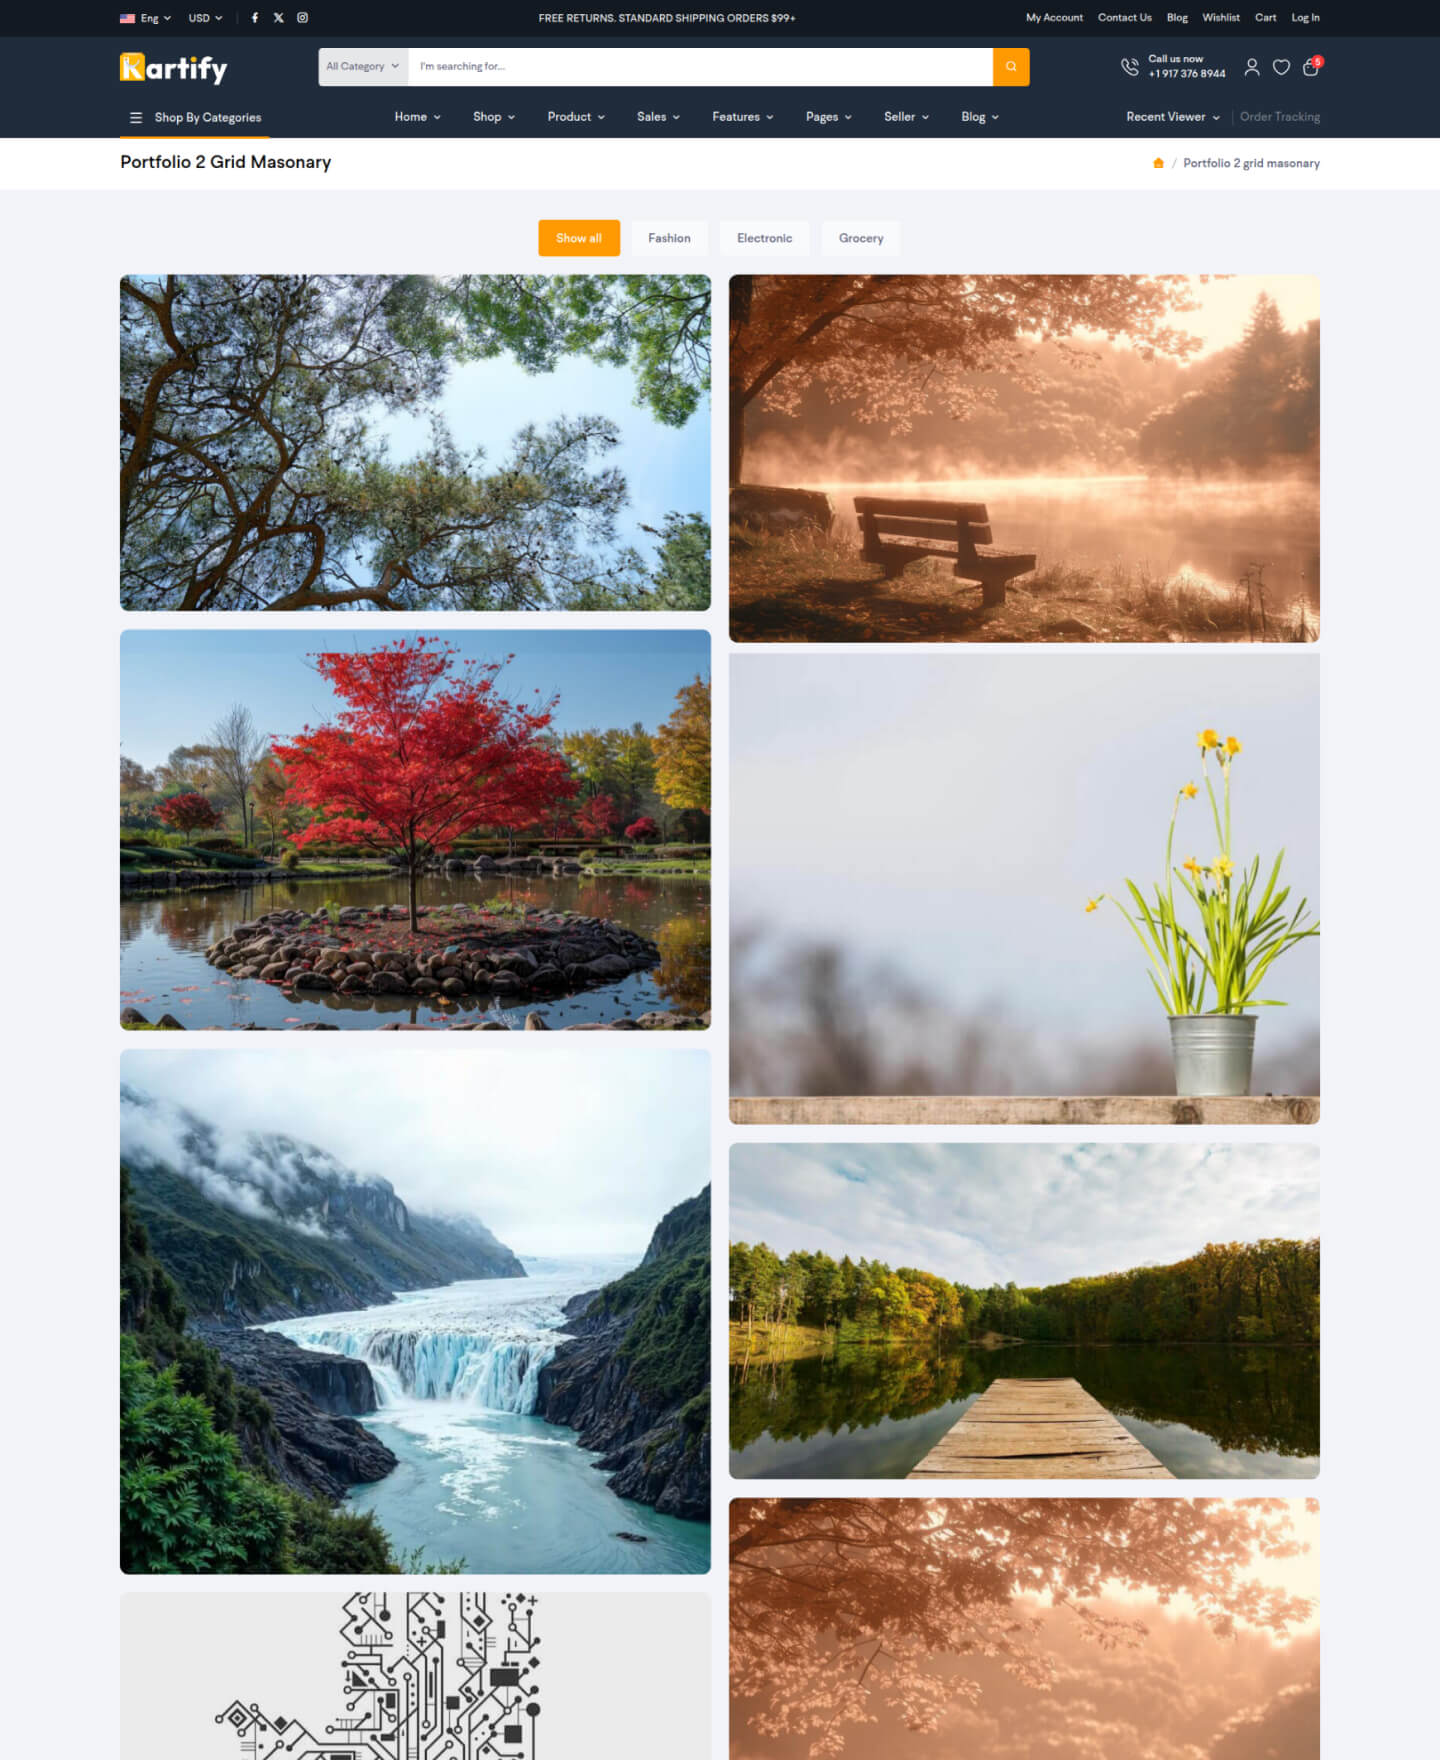 Eng USD FREE RETURNS. STANDARD SHIPPING ORDERS $99+ My Account Contact Us Blog Wishlist Cart Log In
Kartify All Category I'm searching for... Call us now
+1 917 376 8944 5
Shop By Categories Home Shop Product Sales Features Pages Seller Blog Recent Viewer Order Tracking
Portfolio 2 Grid Masonary / Portfolio 2 grid masonary
Show all Fashion Electronic Grocery